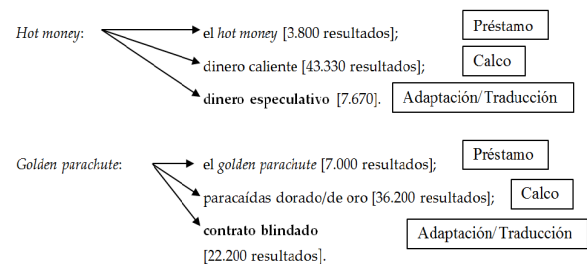 Hot money: el hot money [3.800 resultados]; Préstamo
dinero caliente [43.330 resultados]; Calco
dinero especulativo [7.670]. Adaptación/Traducción
Golden parachute: el golden parachute [7.000 resultados]; Préstamo
paracaídas dorado/de oro [36.200 resultados]; Calco
contrato blindado Adaptación/Traducción
[22.200 resultados].